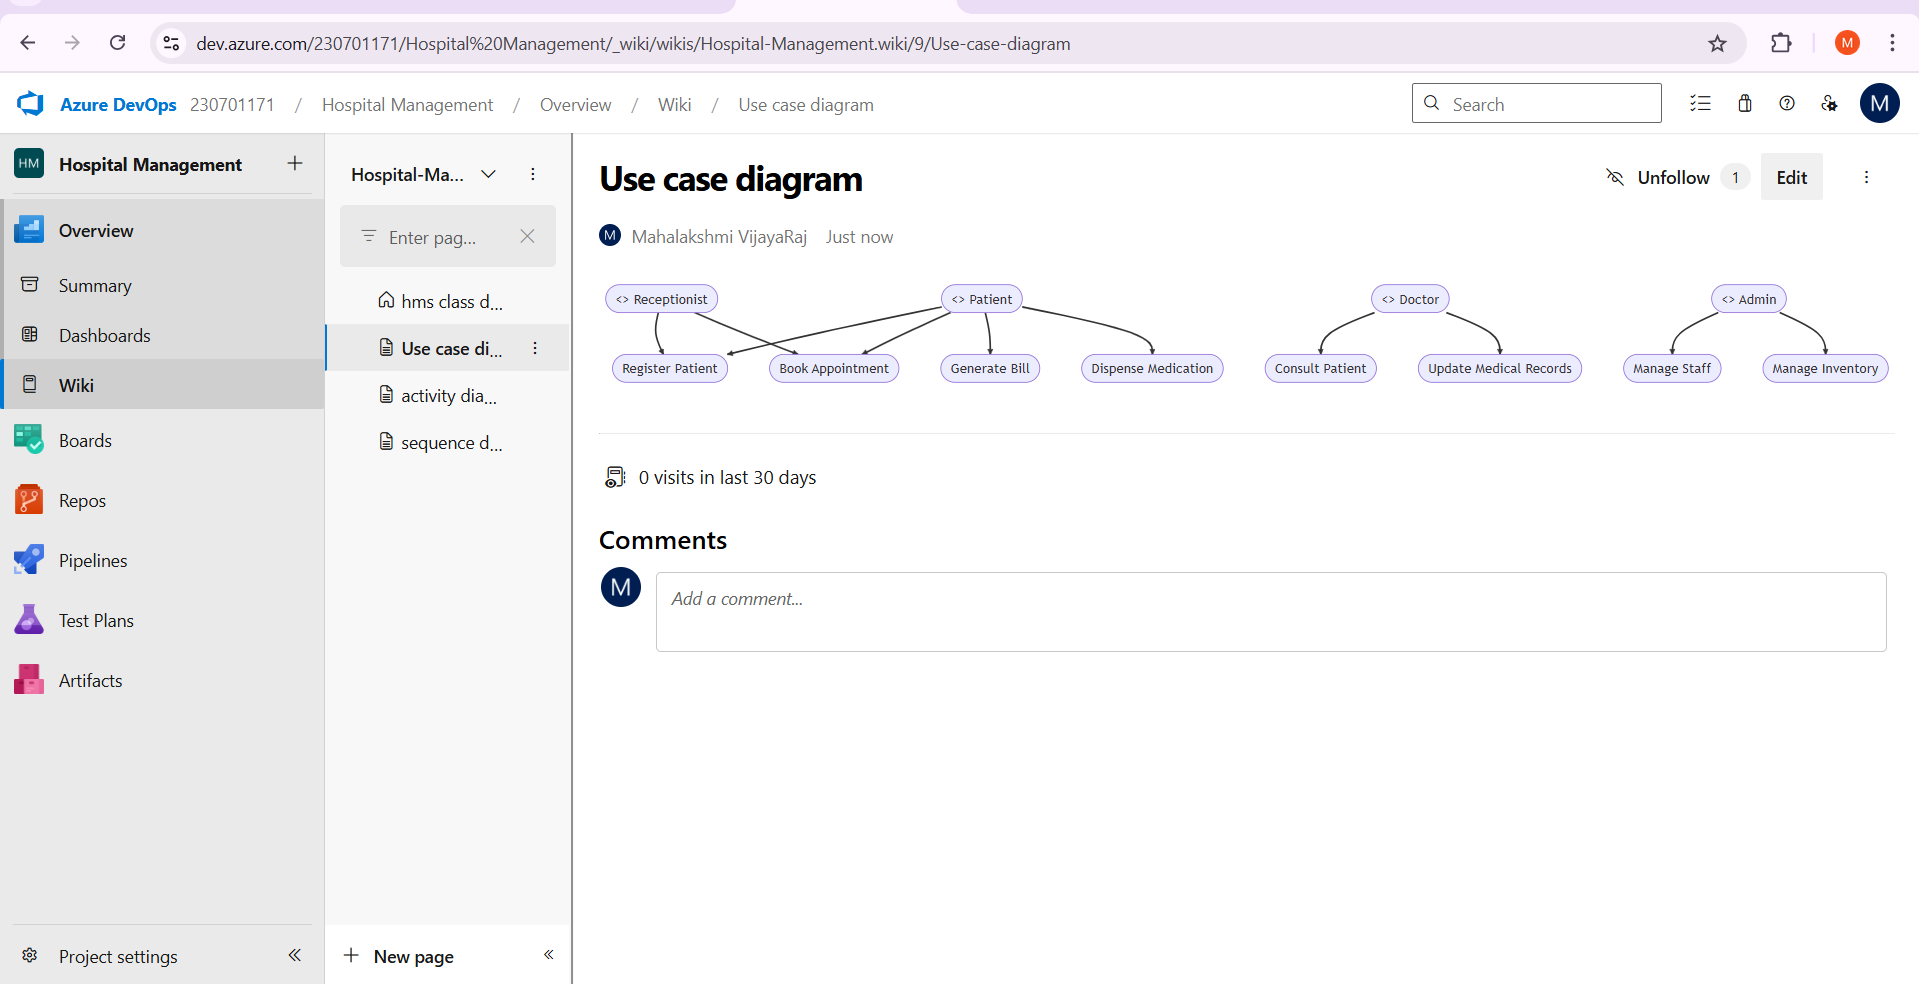 dev.azure.com/230701171/Hospital%20Management/_wiki/wikis/Hospital-Management.wiki/9/Use-case-diagram
M
Azure DevOps 230701171 / Hospital Management / Overview / Wiki / Use case diagram
Search
M
HM Hospital Management
Overview
Summary
Dashboards
Wiki
Boards
Repos
Pipelines
Test Plans
Artifacts
Project settings
Hospital-Ma...
Enter pag...
hms class d...
Use case di...
activity dia...
sequence d...
New page
Use case diagram
Unfollow 1 Edit
M Mahalakshmi VijayaRaj Just now
<> Receptionist <> Patient <> Doctor <> Admin
Register Patient Book Appointment Generate Bill Dispense Medication Consult Patient Update Medical Records Manage Staff Manage Inventory
0 visits in last 30 days
Comments
M Add a comment...